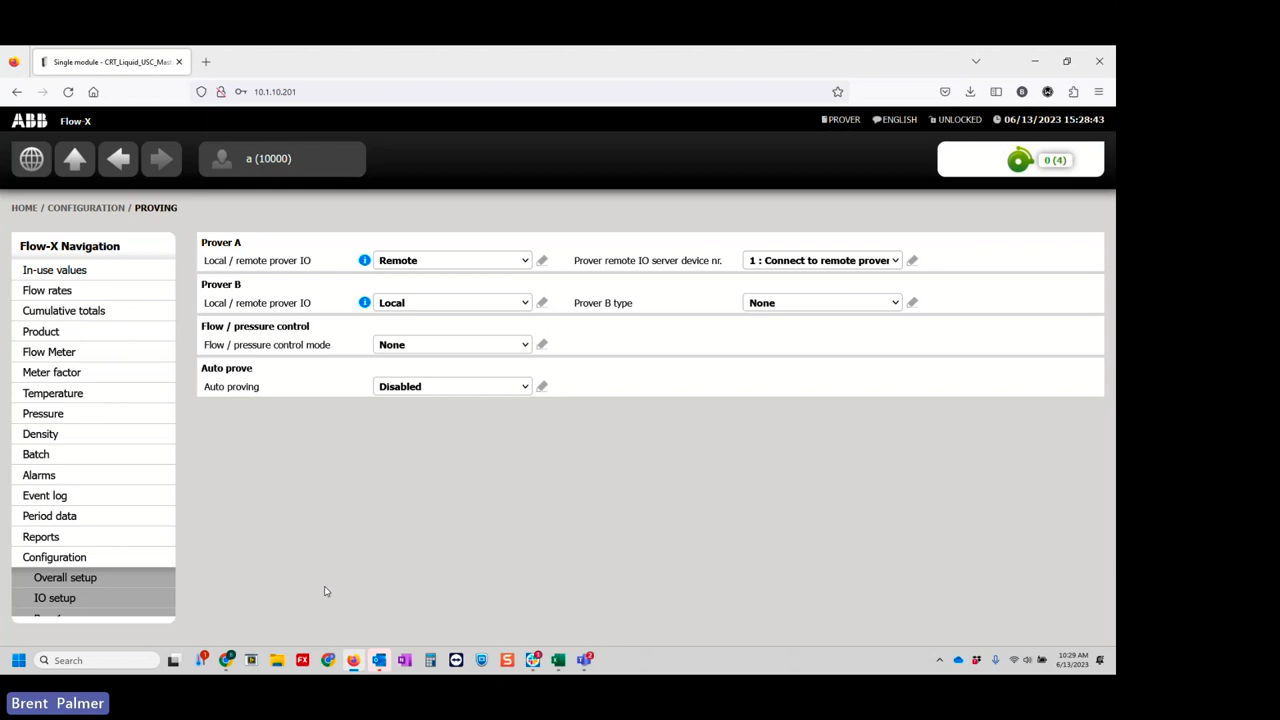 Single module - CRT_Liquid_USC_Mast
10.1.10.201
ABB Flow-X
PROVER ENGLISH UNLOCKED 06/13/2023 15:28:43
a (10000)
0 (4)
HOME / CONFIGURATION / PROVING
Flow-X Navigation
In-use values
Flow rates
Cumulative totals
Product
Flow Meter
Meter factor
Temperature
Pressure
Density
Batch
Alarms
Event log
Period data
Reports
Configuration
Overall setup
IO setup
Prover A
Local / remote prover IO Remote Prover remote IO server device nr. 1 : Connect to remote prover
Prover B
Local / remote prover IO Local Prover B type None
Flow / pressure control
Flow / pressure control mode None
Auto prove
Auto proving Disabled
Search
10:29 AM
6/13/2023
Brent Palmer